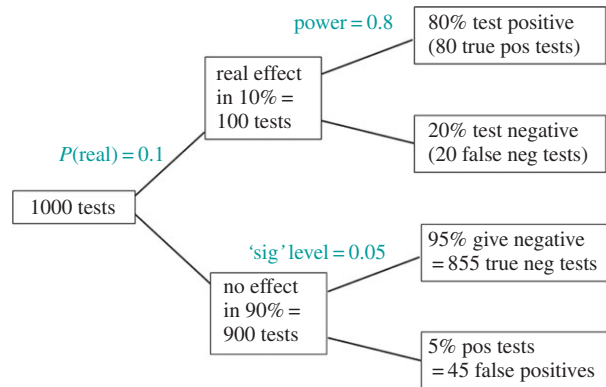 power = 0.8
80% test positive
(80 true pos tests)
real effect
in 10% =
100 tests
20% test negative
(20 false neg tests)
P(real) = 0.1
1000 tests
'sig' level = 0.05
95% give negative
= 855 true neg tests
no effect
in 90% =
900 tests
5% pos tests
= 45 false positives